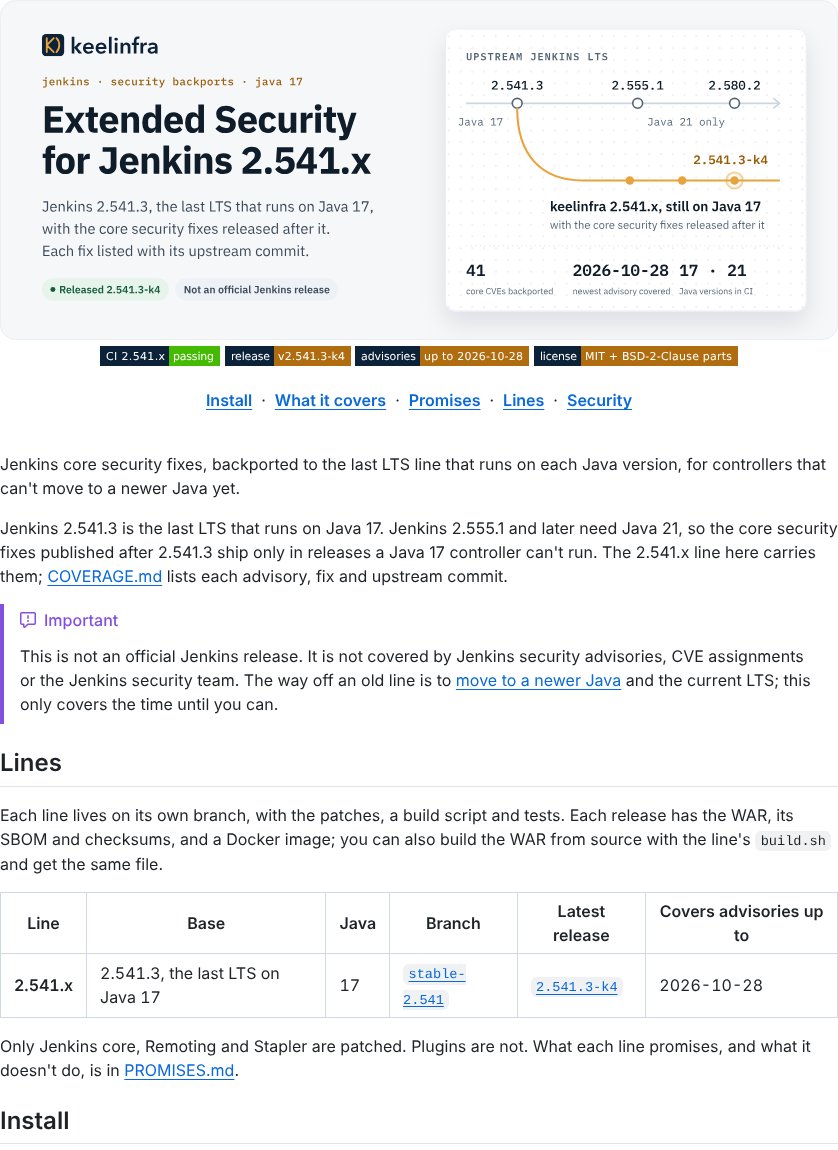 keelinfra
jenkins · security backports · java 17
Extended Security
for Jenkins 2.541.x
Jenkins 2.541.3, the last LTS that runs on Java 17,
with the core security fixes released after it.
Each fix listed with its upstream commit.
Released 2.541.3-k4
Not an official Jenkins release
UPSTREAM JENKINS LTS
2.541.3 2.555.1 2.580.2
Java 17 Java 21 only
2.541.3-k4
keelinfra 2.541.x, still on Java 17
with the core security fixes released after it
41 2026-10-28 17 · 21
core CVEs backported newest advisory covered Java versions in CI
CI 2.541.x passing release v2.541.3-k4 advisories up to 2026-10-28 license MIT + BSD-2-Clause parts
Install · What it covers · Promises · Lines · Security
Jenkins core security fixes, backported to the last LTS line that runs on each Java version, for controllers that
can't move to a newer Java yet.
Jenkins 2.541.3 is the last LTS that runs on Java 17. Jenkins 2.555.1 and later need Java 21, so the core security
fixes published after 2.541.3 ship only in releases a Java 17 controller can't run. The 2.541.x line here carries
them; COVERAGE.md lists each advisory, fix and upstream commit.
Important
This is not an official Jenkins release. It is not covered by Jenkins security advisories, CVE assignments
or the Jenkins security team. The way off an old line is to move to a newer Java and the current LTS; this
only covers the time until you can.
Lines
Each line lives on its own branch, with the patches, a build script and tests. Each release has the WAR, its
SBOM and checksums, and a Docker image; you can also build the WAR from source with the line's build.sh
and get the same file.
Line Base Java Branch Latest release Covers advisories up to
2.541.x 2.541.3, the last LTS on Java 17 17 stable-2.541 2.541.3-k4 2026-10-28
Only Jenkins core, Remoting and Stapler are patched. Plugins are not. What each line promises, and what it
doesn't do, is in PROMISES.md.
Install